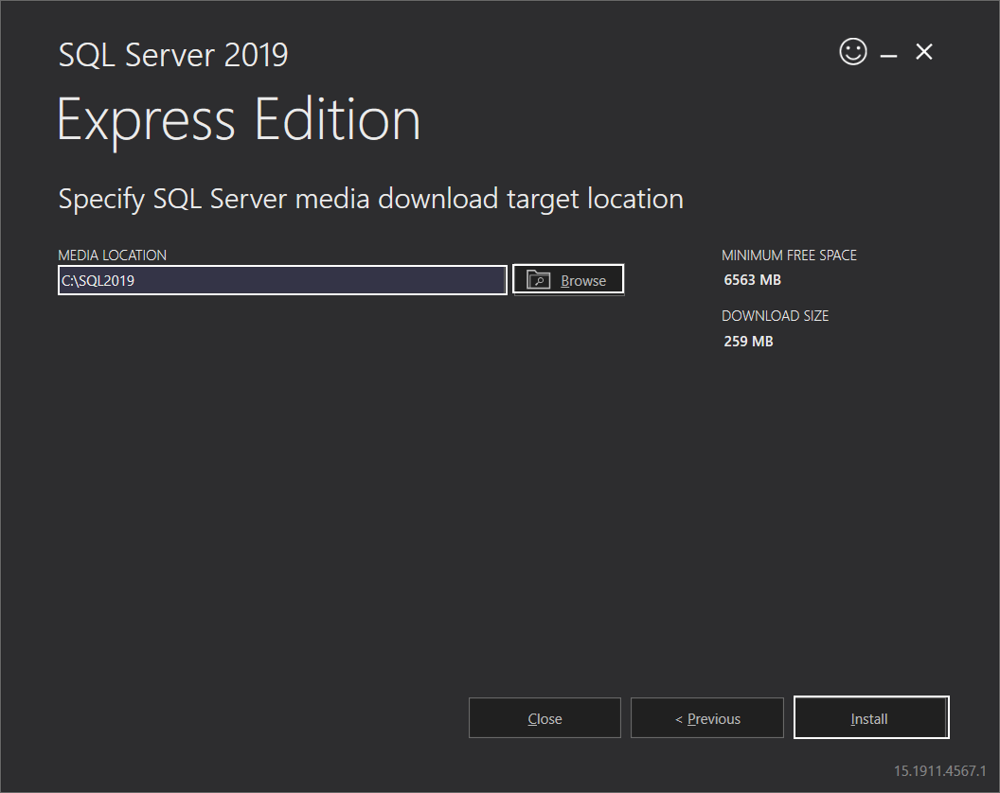 SQL Server 2019
Express Edition
Specify SQL Server media download target location
MEDIA LOCATION
C:\SQL2019
Browse
MINIMUM FREE SPACE
6563 MB
DOWNLOAD SIZE
259 MB
Close
< Previous
Install
15.1911.4567.1